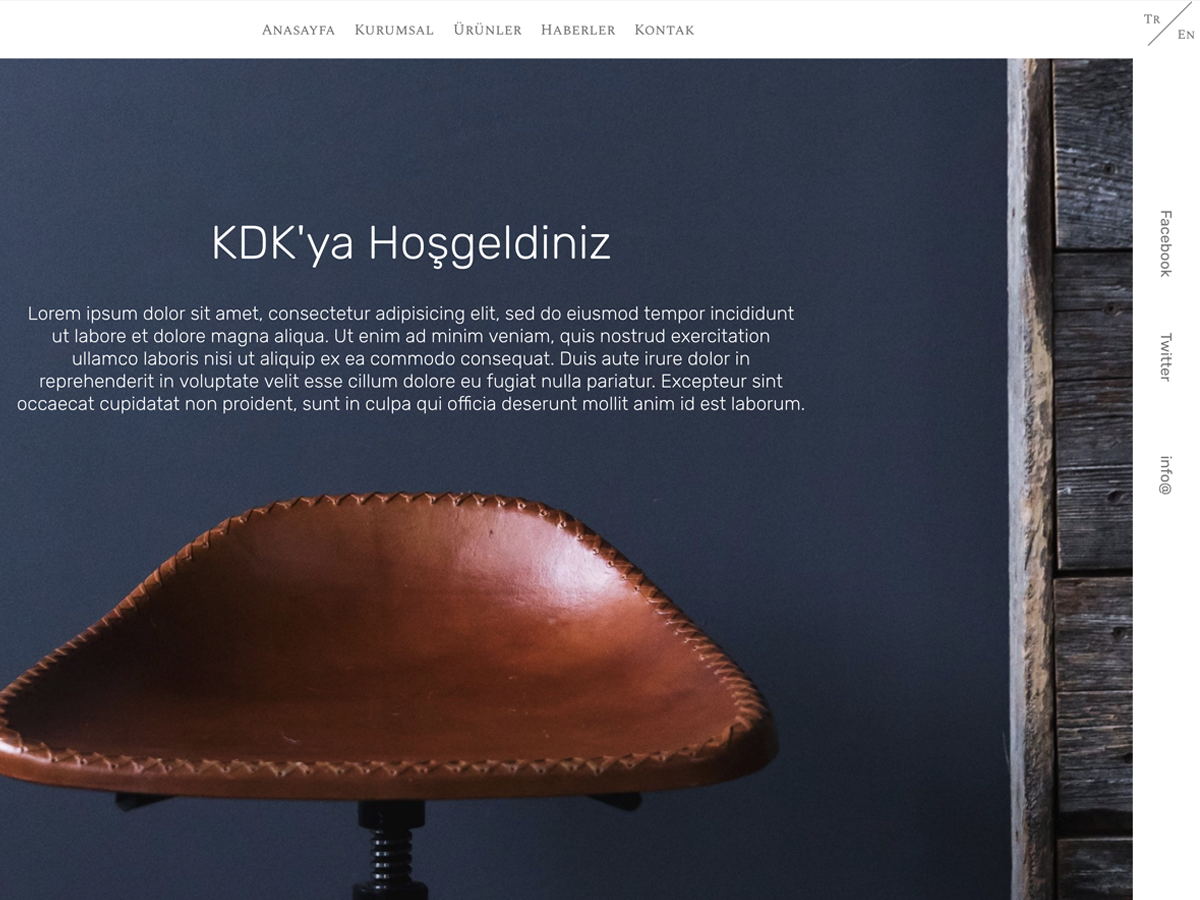 Anasayfa Kurumsal Ürünler Haberler Kontak
Tr
En
KDK'ya Hoşgeldiniz
Lorem ipsum dolor sit amet, consectetur adipisicing elit, sed do eiusmod tempor incididunt
ut labore et dolore magna aliqua. Ut enim ad minim veniam, quis nostrud exercitation
ullamco laboris nisi ut aliquip ex ea commodo consequat. Duis aute irure dolor in
reprehenderit in voluptate velit esse cillum dolore eu fugiat nulla pariatur. Excepteur sint
occaecat cupidatat non proident, sunt in culpa qui officia deserunt mollit anim id est laborum.
Facebook
Twitter
info@